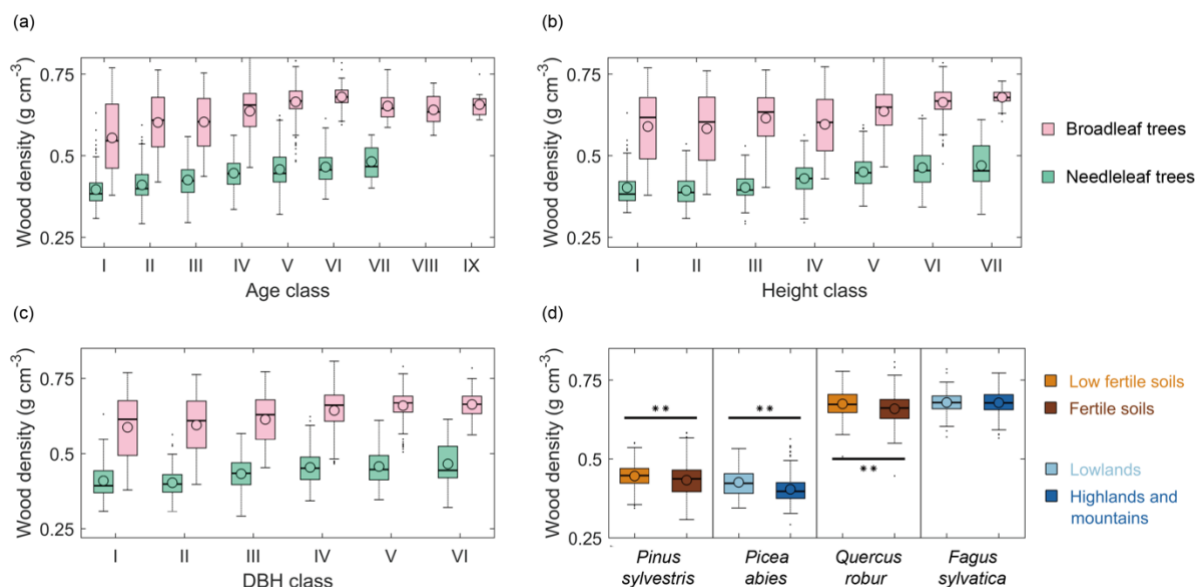 (a)
Wood density (g cm⁻³)
0.75
0.5
0.25
I II III IV V VI VII VIII IX
Age class
(b)
Wood density (g cm⁻³)
0.75
0.5
0.25
I II III IV V VI VII
Height class
Broadleaf trees
Needleleaf trees
(c)
Wood density (g cm⁻³)
0.75
0.5
0.25
I II III IV V VI
DBH class
(d)
Wood density (g cm⁻³)
0.75
0.5
0.25
** ** **
Pinus
sylvestris
Picea
abies
Quercus
robur
Fagus
sylvatica
Low fertile soils
Fertile soils
Lowlands
Highlands and
mountains